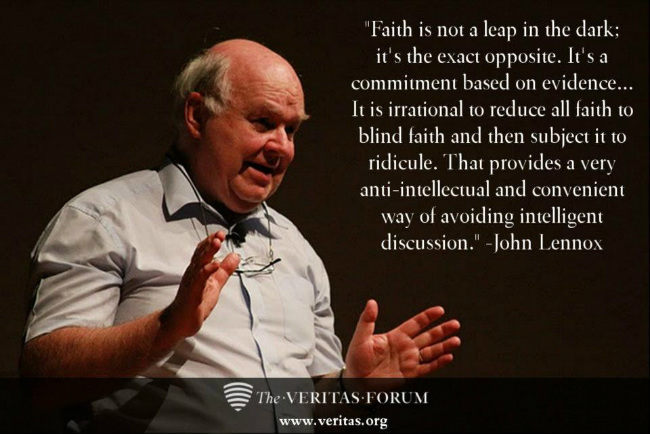 "Faith is not a leap in the dark;
it's the exact opposite. It's a
commitment based on evidence...
It is irrational to reduce all faith to
blind faith and then subject it to
ridicule. That provides a very
anti-intellectual and convenient
way of avoiding intelligent
discussion." -John Lennox
The·VERITAS·FORUM
www.veritas.org